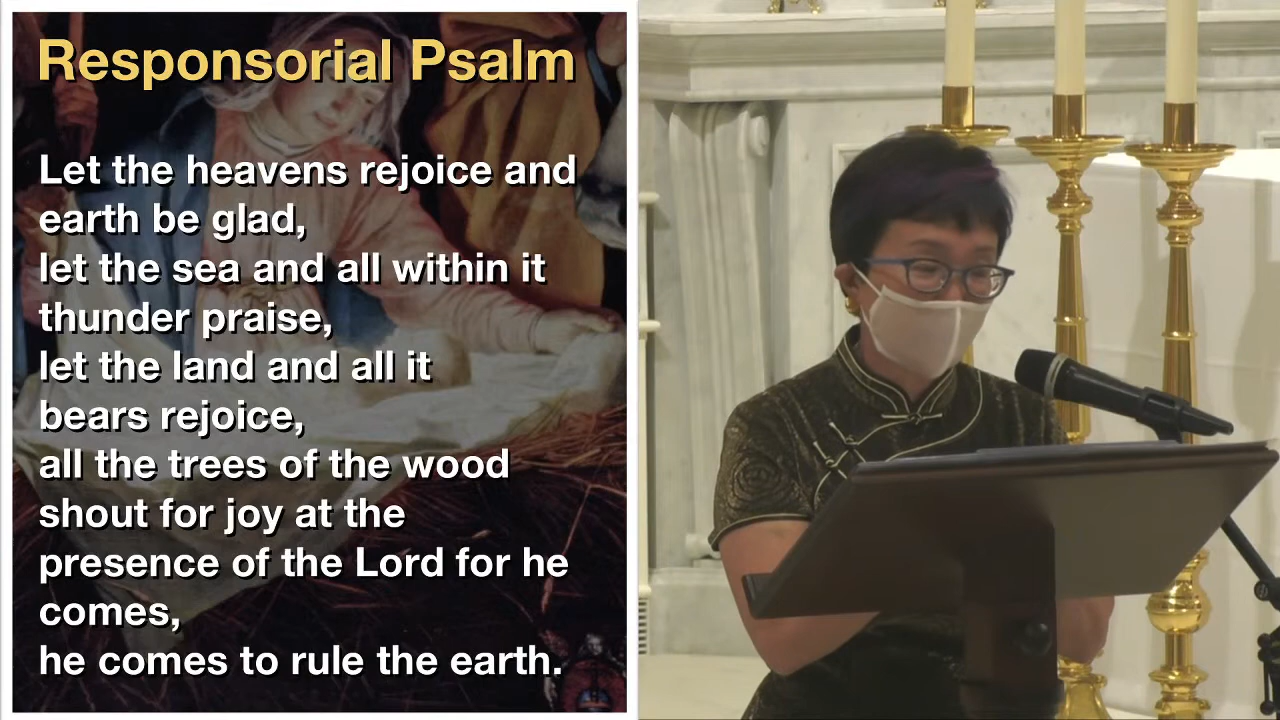 Responsorial Psalm
Let the heavens rejoice and
earth be glad,
let the sea and all within it
thunder praise,
let the land and all it
bears rejoice,
all the trees of the wood
shout for joy at the
presence of the Lord for he
comes,
he comes to rule the earth.